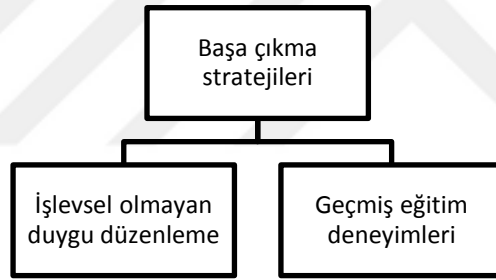 Başa çıkma
stratejileri
İşlevsel olmayan
duygu düzenleme
Geçmiş eğitim
deneyimleri